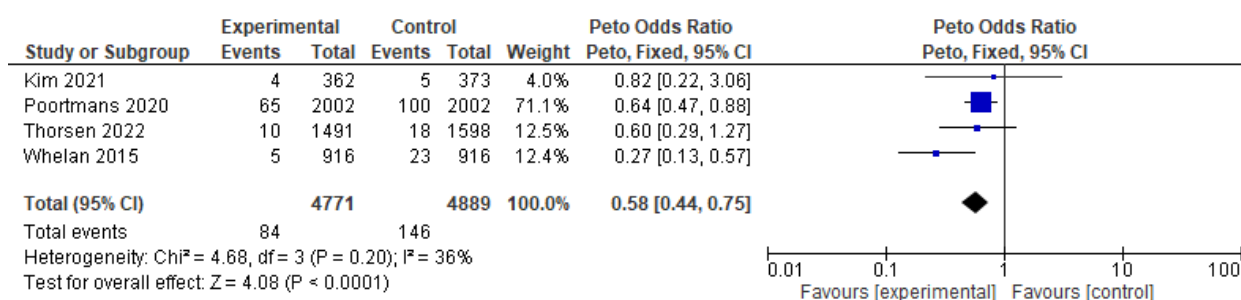 Experimental Control Peto Odds Ratio Peto Odds Ratio
Study or Subgroup Events Total Events Total Weight Peto, Fixed, 95% CI Peto, Fixed, 95% CI
Kim 2021 4 362 5 373 4.0% 0.82 [0.22, 3.06]
Poortmans 2020 65 2002 100 2002 71.1% 0.64 [0.47, 0.88]
Thorsen 2022 10 1491 18 1598 12.5% 0.60 [0.29, 1.27]
Whelan 2015 5 916 23 916 12.4% 0.27 [0.13, 0.57]
Total (95% CI) 4771 4889 100.0% 0.58 [0.44, 0.75]
Total events 84 146
Heterogeneity: Chi² = 4.68, df = 3 (P = 0.20); I² = 36%
Test for overall effect: Z = 4.08 (P < 0.0001)
0.01 0.1 1 10 100
Favours [experimental] Favours [control]